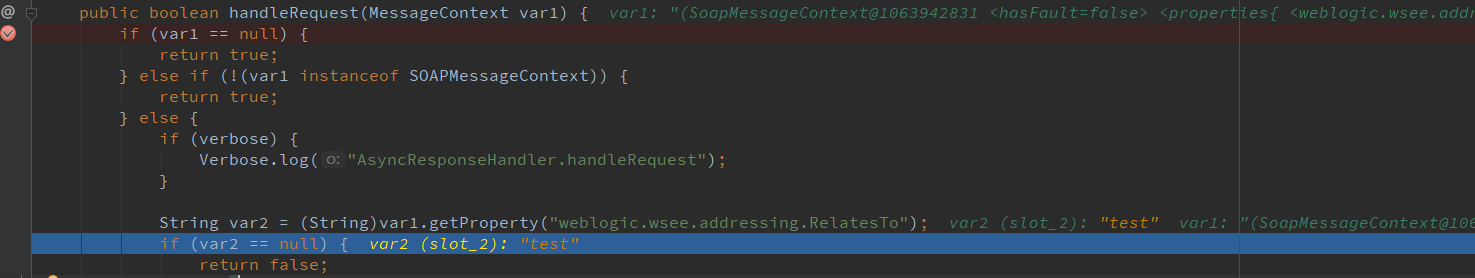 @ public boolean handleRequest(MessageContext var1) { var1: "(SoapMessageContext@1063942831 <hasFault=false> <properties{ <weblogic.wsee.addr
if (var1 == null) {
return true;
} else if (!(var1 instanceof SOAPMessageContext)) {
return true;
} else {
if (verbose) {
Verbose.log( o: "AsyncResponseHandler.handleRequest");
}
String var2 = (String)var1.getProperty("weblogic.wsee.addressing.RelatesTo"); var2 (slot_2): "test" var1: "(SoapMessageContext@106
if (var2 == null) { var2 (slot_2): "test"
return false;